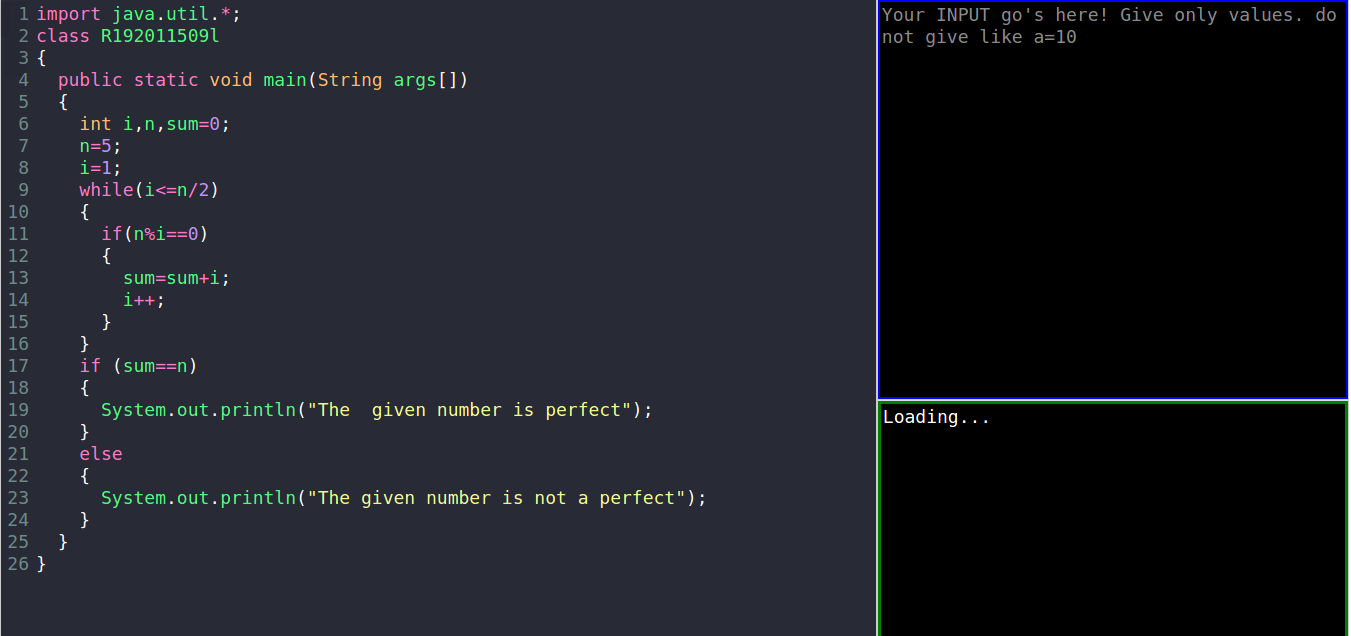 1 import java.util.*;
2 class R192011509l
3 {
4   public static void main(String args[])
5   {
6     int i,n,sum=0;
7     n=5;
8     i=1;
9     while(i<=n/2)
10     {
11       if(n%i==0)
12       {
13         sum=sum+i;
14         i++;
15       }
16     }
17     if (sum==n)
18     {
19       System.out.println("The  given number is perfect");
20     }
21     else
22     {
23       System.out.println("The given number is not a perfect");
24     }
25   }
26 }
Your INPUT go's here! Give only values. do
not give like a=10
Loading...